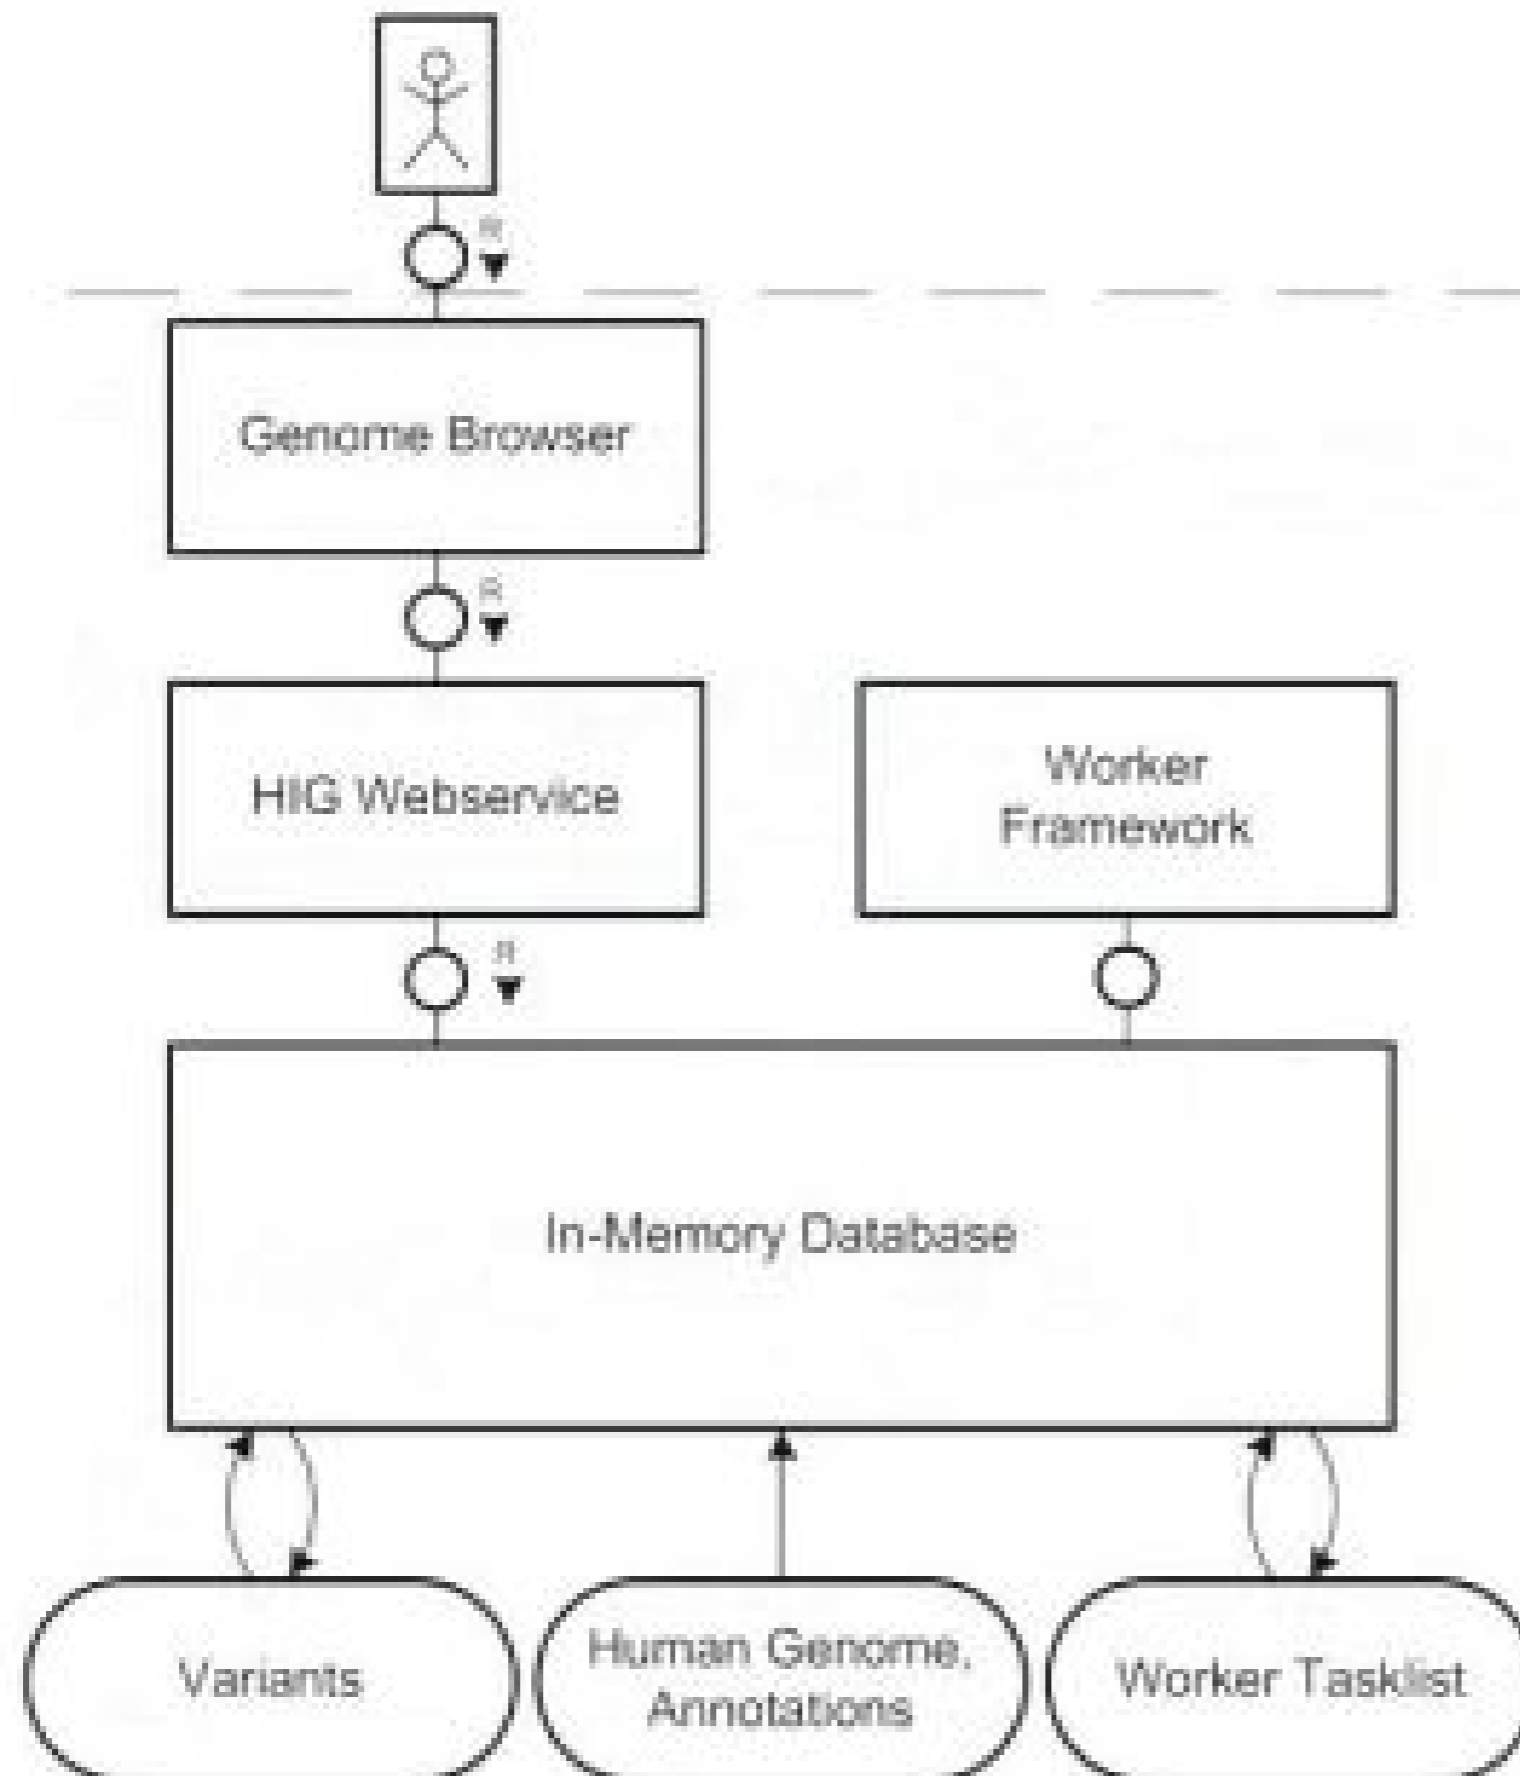 R
Genome Browser
R
HIG Webservice
Worker
Framework
R
In-Memory Database
Variants
Human Genome,
Annotations
Worker Tasklist